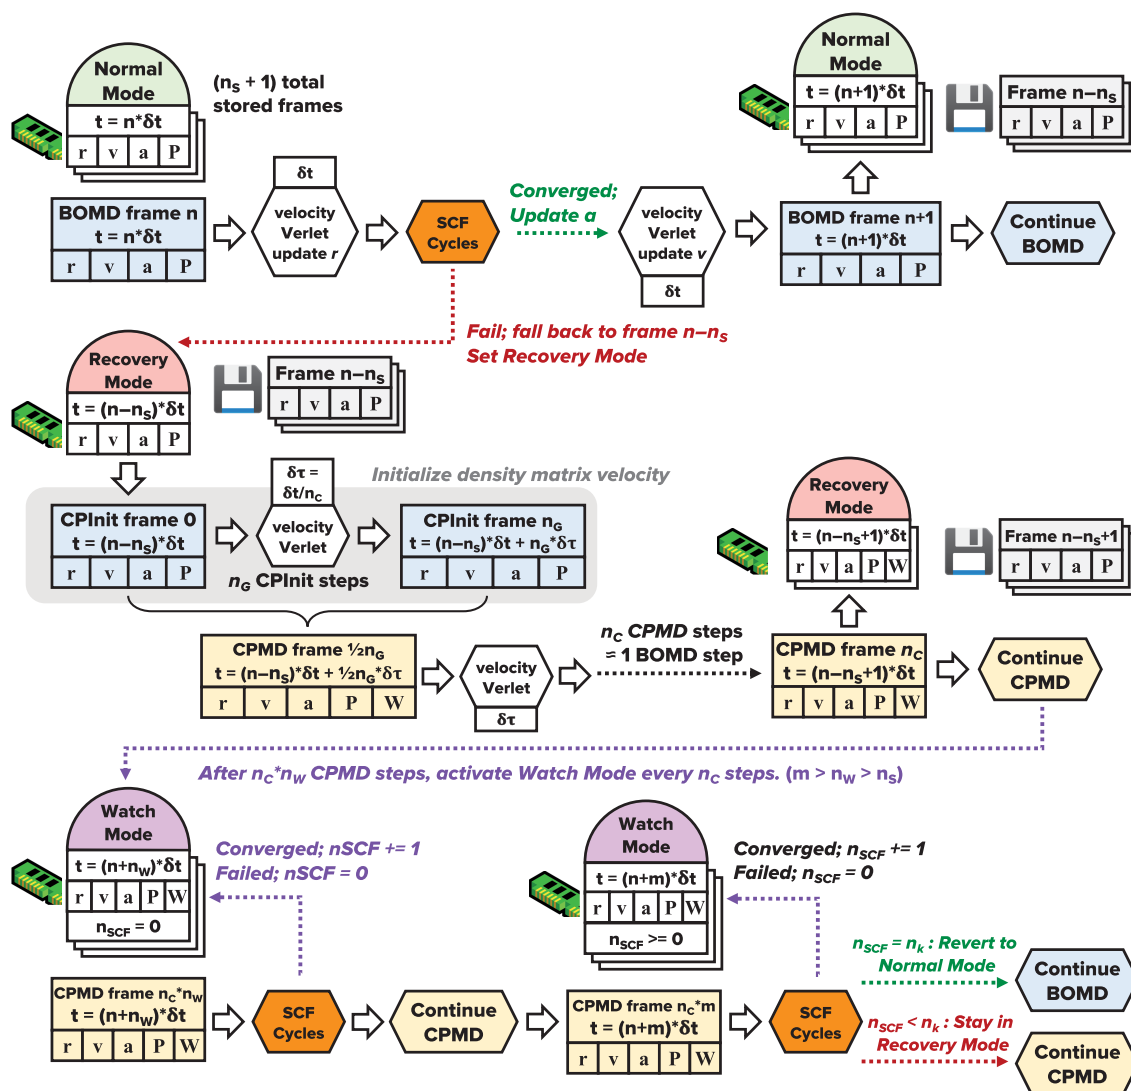 Normal
Mode
t = n*δt
r v a P
(nS + 1) total
stored frames
Normal
Mode
t = (n+1)*δt
r v a P
Frame n–nS
r v a P
BOMD frame n
t = n*δt
r v a P
δt
velocity
Verlet
update r
SCF
Cycles
Converged;
Update a
velocity
Verlet
update v
δt
BOMD frame n+1
t = (n+1)*δt
r v a P
Continue
BOMD
Fail; fall back to frame n–nS
Set Recovery Mode
Recovery
Mode
t = (n–nS)*δt
r v a P
Frame n–nS
r v a P
Initialize density matrix velocity
CPInit frame 0
t = (n–nS)*δt
r v a P
δτ =
δt/nC
velocity
Verlet
nG CPInit steps
CPInit frame nG
t = (n–nS)*δt + nG*δτ
r v a P
Recovery
Mode
t = (n–nS+1)*δt
r v a P W
Frame n–nS+1
r v a P
CPMD frame ½nG
t = (n–nS)*δt + ½nG*δτ
r v a P W
velocity
Verlet
δτ
nC CPMD steps
≈ 1 BOMD step
CPMD frame nC
t = (n–nS+1)*δt
r v a P W
Continue
CPMD
After nC*nW CPMD steps, activate Watch Mode every nC steps. (m > nW > nS)
Watch
Mode
t = (n+nW)*δt
r v a P W
nSCF = 0
Converged; nSCF += 1
Failed; nSCF = 0
Watch
Mode
t = (n+m)*δt
r v a P W
nSCF >= 0
Converged; nSCF += 1
Failed; nSCF = 0
CPMD frame nC*nW
t = (n+nW)*δt
r v a P W
SCF
Cycles
Continue
CPMD
CPMD frame nC*m
t = (n+m)*δt
r v a P W
SCF
Cycles
nSCF = nk : Revert to
Normal Mode
Continue
BOMD
nSCF < nk : Stay in
Recovery Mode
Continue
CPMD